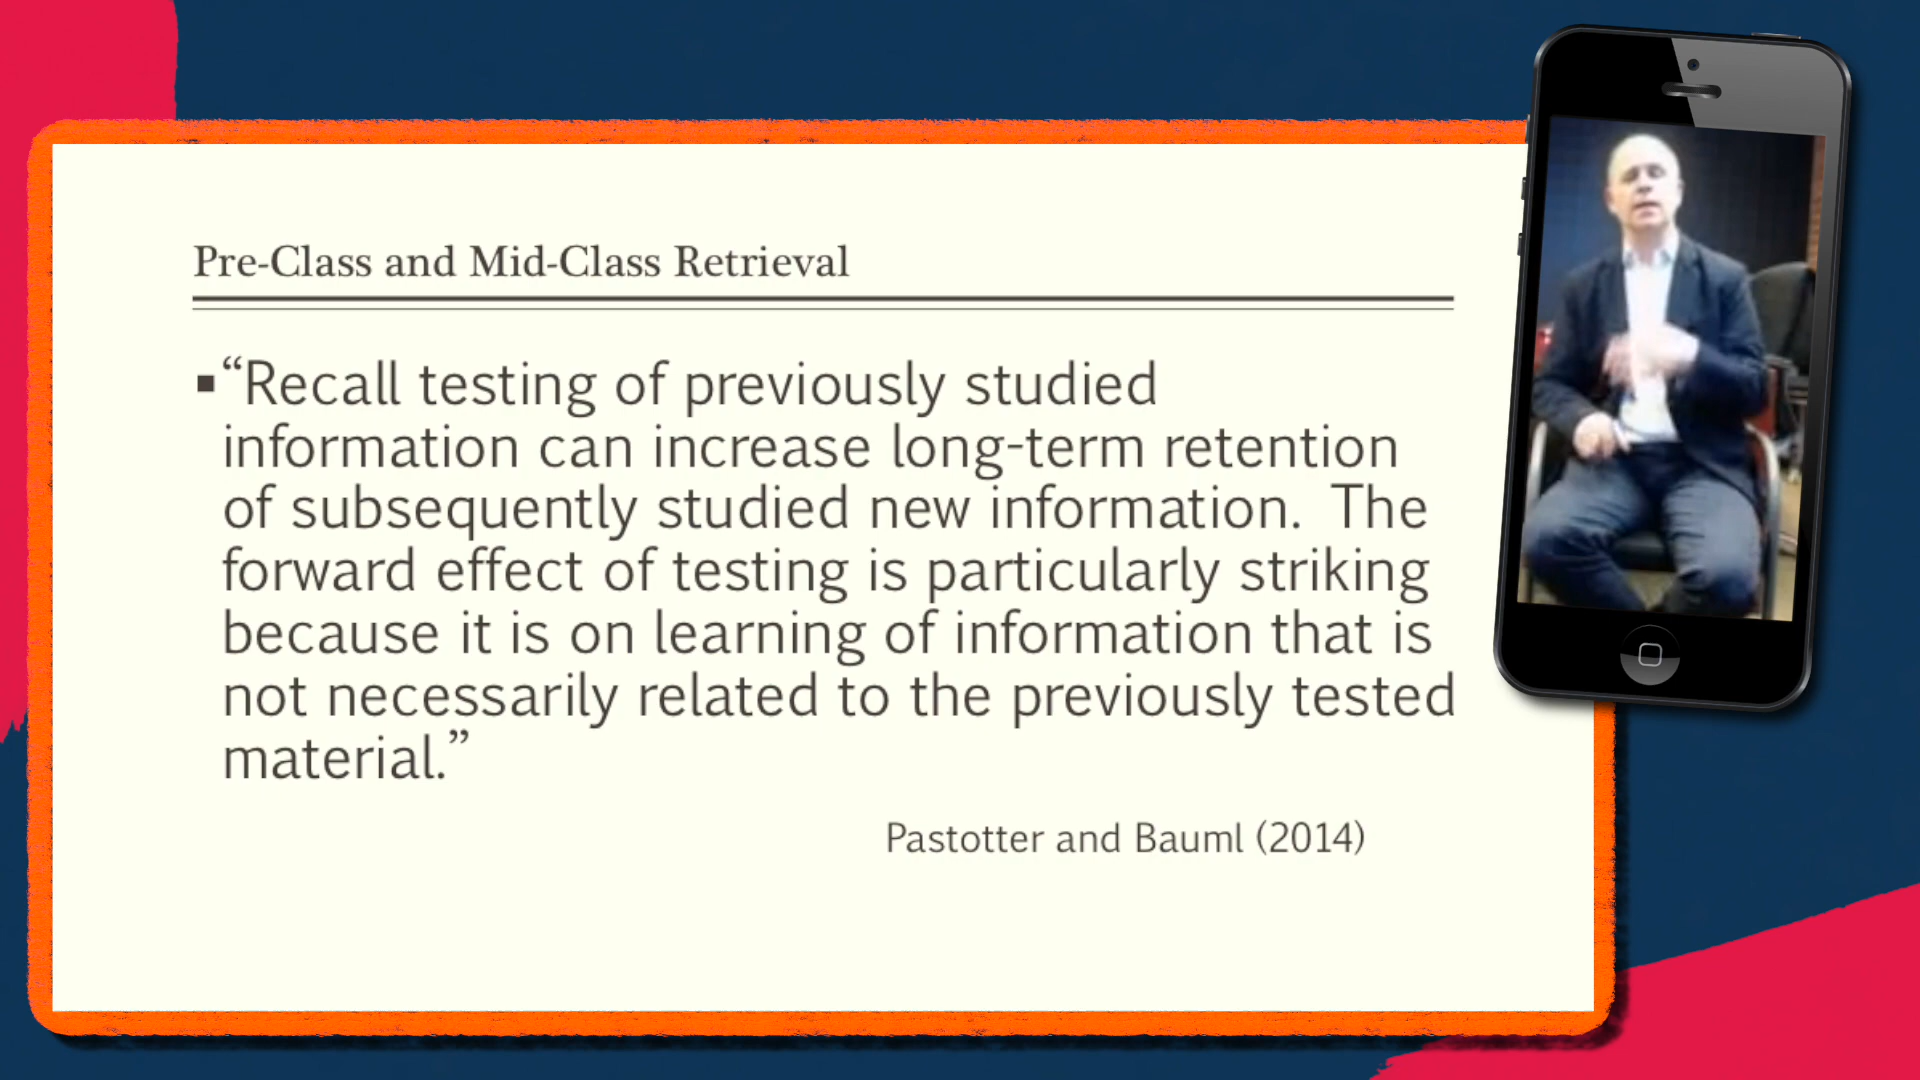 Pre-Class and Mid-Class Retrieval
▪“Recall testing of previously studied
information can increase long-term retention
of subsequently studied new information. The
forward effect of testing is particularly striking
because it is on learning of information that is
not necessarily related to the previously tested
material.”
Pastotter and Bauml (2014)